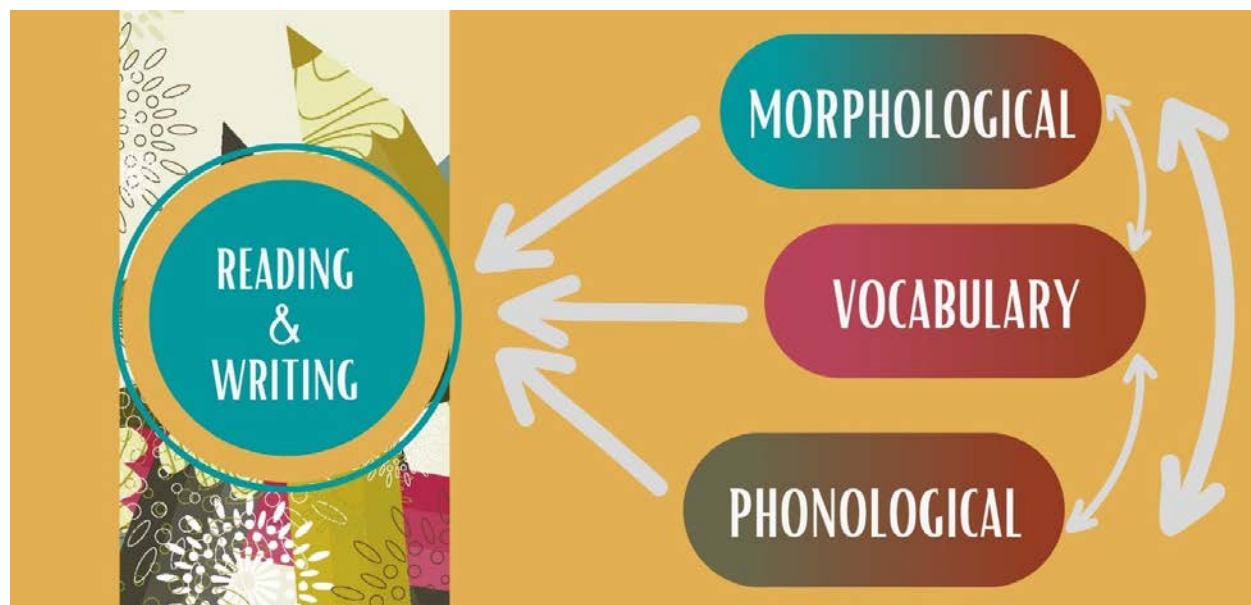 READING
&
WRITING
MORPHOLOGICAL
VOCABULARY
PHONOLOGICAL